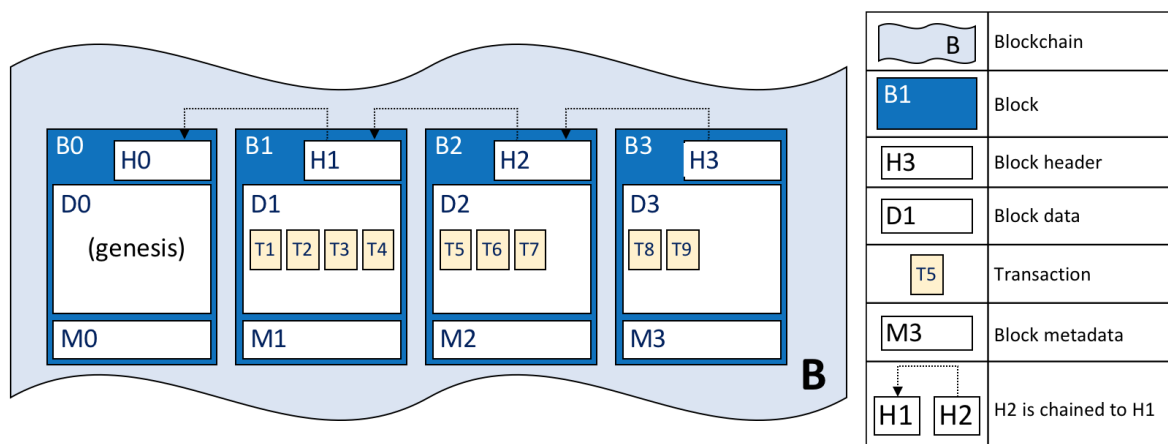 B0
H0
D0
(genesis)
M0
B1
H1
D1
T1 T2 T3 T4
M1
B2
H2
D2
T5 T6 T7
M2
B3
H3
D3
T8 T9
M3
B
B Blockchain
B1 Block
H3 Block header
D1 Block data
T5 Transaction
M3 Block metadata
H1 H2 H2 is chained to H1